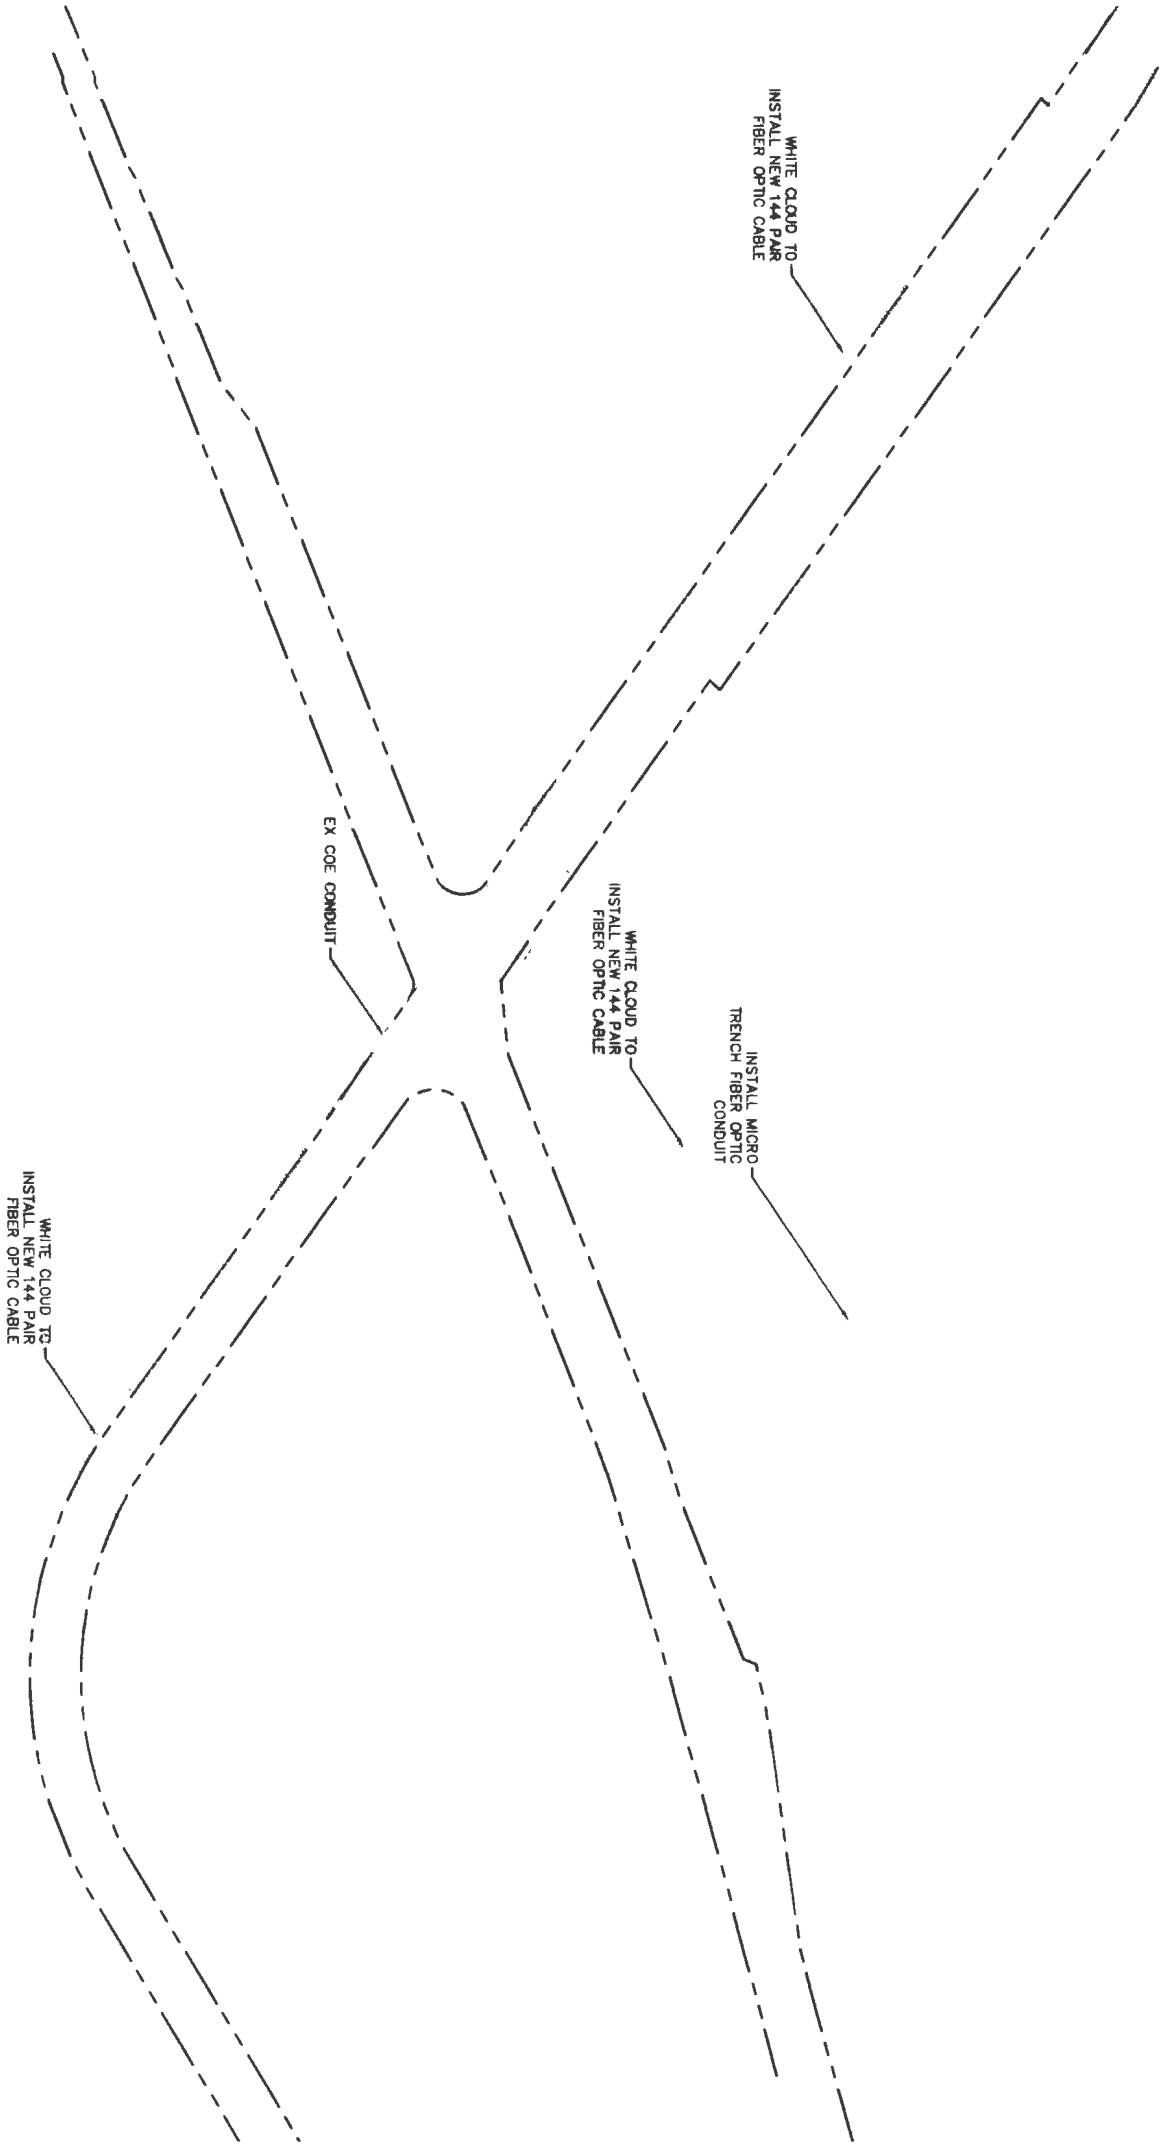 WHITE CLOUD TO
INSTALL NEW 144 PAIR
FIBER OPTIC CABLE
INSTALL MICRO
TRENCH FIBER OPTIC
CONDUIT
WHITE CLOUD TO
INSTALL NEW 144 PAIR
FIBER OPTIC CABLE
EX COE CONDUIT
WHITE CLOUD TO
INSTALL NEW 144 PAIR
FIBER OPTIC CABLE